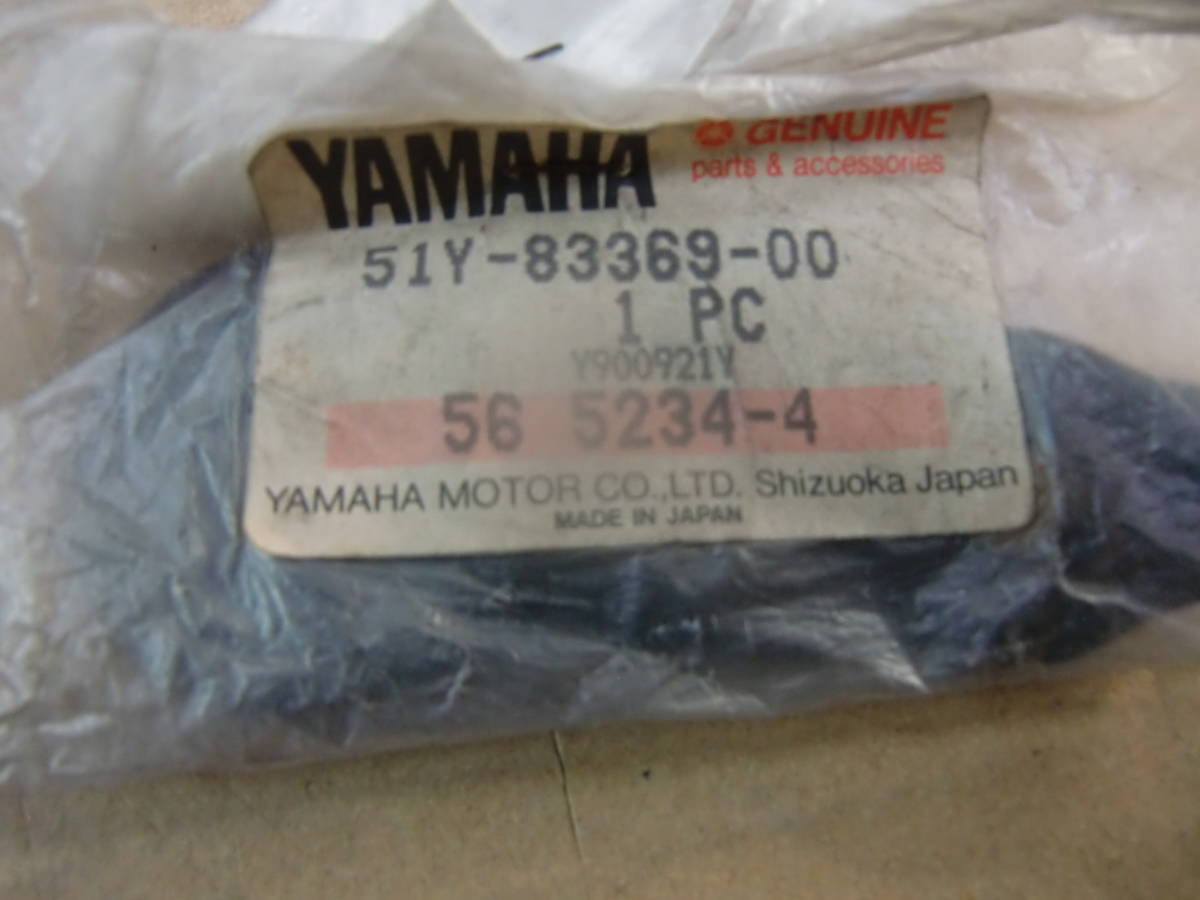 YAMAHA GENUINE
parts & accessories
51Y-83369-00
1 PC
Y900921Y
56 5234-4
YAMAHA MOTOR CO.,LTD. Shizuoka Japan
MADE IN JAPAN